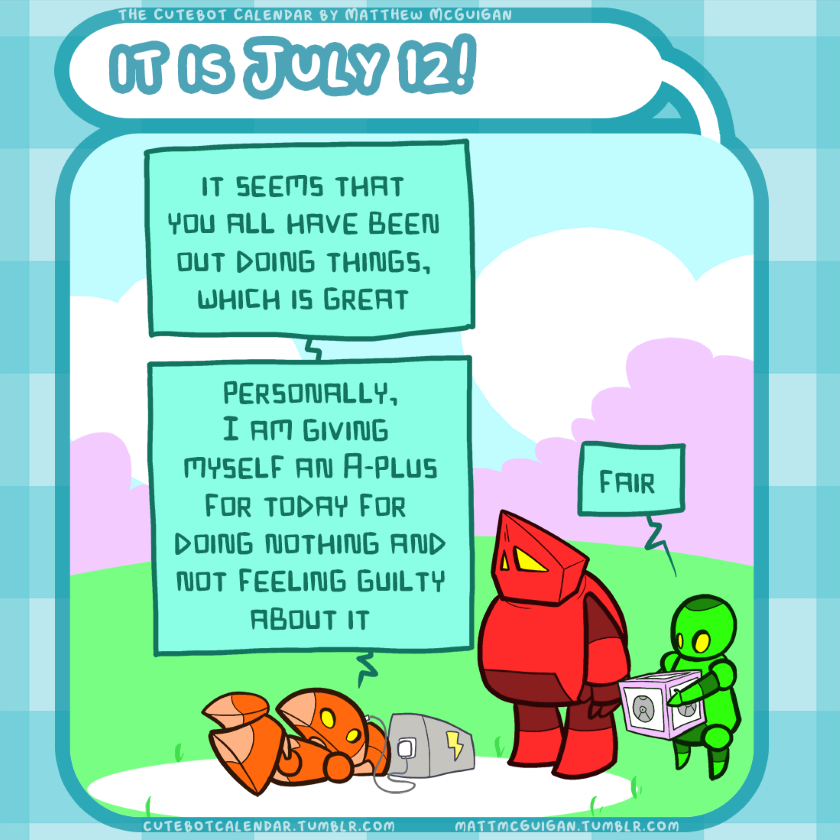 The Cutebot Calendar by Matthew McGuigan
It is July 12!
It seems that
you all have been
out doing things,
which is great
Personally,
I am giving
myself an A-plus
for today for
doing nothing and
not feeling guilty
about it
Fair
cutebotcalendar.tumblr.com
mattmcguigan.tumblr.com